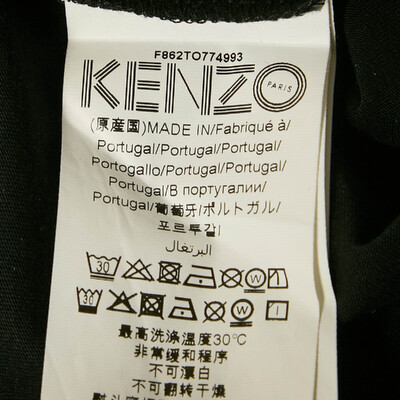 F862TO774993
KENZO
PARIS
(原産国)MADE IN/Fabriqué à/
Portugal/Portugal/Portugal/
Portogallo/Portugal/Portugal/
Portugal/В португалии/
Portugal/葡萄牙/ポルトガル/
포르투갈/
البرتغال
30 W
30 W
最高洗涤温度30℃
非常缓和程序
不可漂白
不可翻转干燥